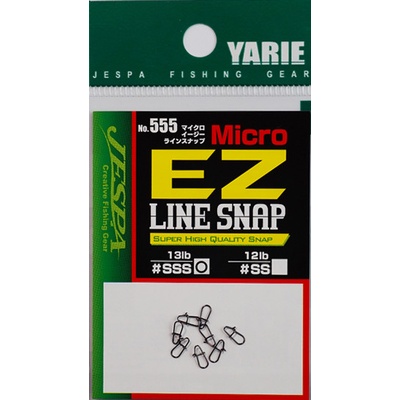 YARIE
JESPA FISHING GEAR
No.555 マイクロ
イージー
ラインスナップ
Micro
EZ
LINE SNAP
SUPER HIGH QUALITY SNAP
13lb 12lb
#SSS #SS
JESPA
Creative Fishing Gear